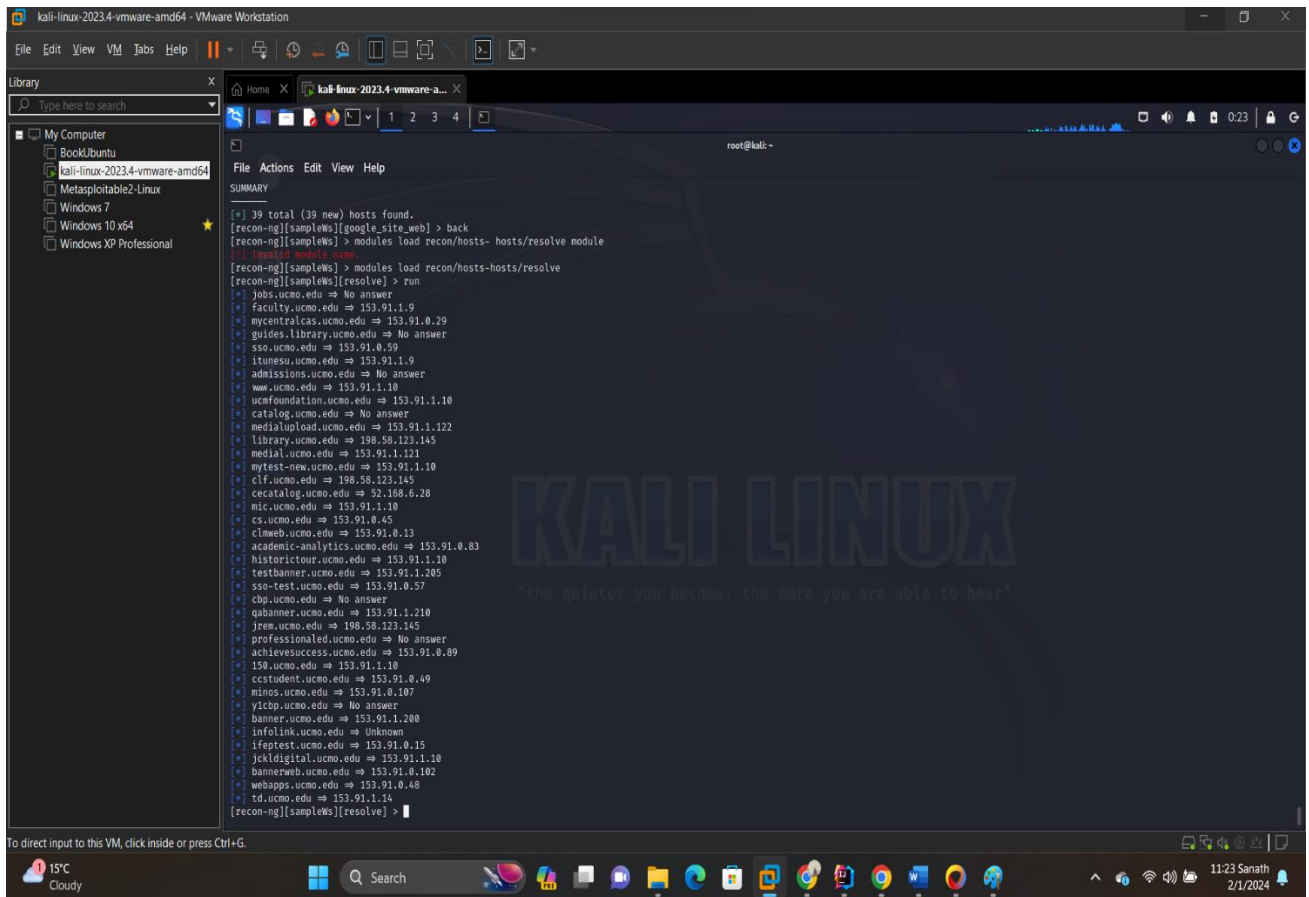 kali-linux-2023.4-vmware-amd64 - VMware Workstation
File Edit View VM Tabs Help
Library X
Home X kali-linux-2023.4-vmware-a... X
Type here to search
1 2 3 4 0:23
My Computer
BookUbuntu
kali-linux-2023.4-vmware-amd64
Metasploitable2-Linux
Windows 7
Windows 10 x64
Windows XP Professional
root@kali: ~
File Actions Edit View Help
SUMMARY
[*] 39 total (39 new) hosts found.
[recon-ng][sampleWs][google_site_web] > back
[recon-ng][sampleWs] > modules load recon/hosts- hosts/resolve module
[!] Invalid module name.
[recon-ng][sampleWs] > modules load recon/hosts-hosts/resolve
[recon-ng][sampleWs][resolve] > run
[*] jobs.ucmo.edu ⇒ No answer
[*] faculty.ucmo.edu ⇒ 153.91.1.9
[*] mycentralcas.ucmo.edu ⇒ 153.91.0.29
[*] guides.library.ucmo.edu ⇒ No answer
[*] sso.ucmo.edu ⇒ 153.91.0.59
[*] itunesu.ucmo.edu ⇒ 153.91.1.9
[*] admissions.ucmo.edu ⇒ No answer
[*] www.ucmo.edu ⇒ 153.91.1.10
[*] ucmfoundation.ucmo.edu ⇒ 153.91.1.10
[*] catalog.ucmo.edu ⇒ No answer
[*] medialupload.ucmo.edu ⇒ 153.91.1.122
[*] library.ucmo.edu ⇒ 198.58.123.145
[*] medial.ucmo.edu ⇒ 153.91.1.121
[*] mytest-new.ucmo.edu ⇒ 153.91.1.10
[*] clf.ucmo.edu ⇒ 198.58.123.145
[*] cecatalog.ucmo.edu ⇒ 52.168.6.28
[*] mic.ucmo.edu ⇒ 153.91.1.10
[*] cs.ucmo.edu ⇒ 153.91.0.45
[*] clmweb.ucmo.edu ⇒ 153.91.0.13
[*] academic-analytics.ucmo.edu ⇒ 153.91.0.83
[*] historictour.ucmo.edu ⇒ 153.91.1.10
[*] testbanner.ucmo.edu ⇒ 153.91.1.205
[*] sso-test.ucmo.edu ⇒ 153.91.0.57
[*] cbp.ucmo.edu ⇒ No answer
[*] qabanner.ucmo.edu ⇒ 153.91.1.210
[*] jrem.ucmo.edu ⇒ 198.58.123.145
[*] professionaled.ucmo.edu ⇒ No answer
[*] achievesuccess.ucmo.edu ⇒ 153.91.0.89
[*] 150.ucmo.edu ⇒ 153.91.1.10
[*] ccstudent.ucmo.edu ⇒ 153.91.0.49
[*] minos.ucmo.edu ⇒ 153.91.0.107
[*] y1cbp.ucmo.edu ⇒ No answer
[*] banner.ucmo.edu ⇒ 153.91.1.200
[*] infolink.ucmo.edu ⇒ Unknown
[*] ifeptest.ucmo.edu ⇒ 153.91.0.15
[*] jckldigital.ucmo.edu ⇒ 153.91.1.10
[*] bannerweb.ucmo.edu ⇒ 153.91.0.102
[*] webapps.ucmo.edu ⇒ 153.91.0.48
[*] td.ucmo.edu ⇒ 153.91.1.14
[recon-ng][sampleWs][resolve] >
KALI LINUX
"the quieter you become, the more you are able to hear"
To direct input to this VM, click inside or press Ctrl+G.
1
15°C
Cloudy
Search
PRE
11:23 Sanath
2/1/2024